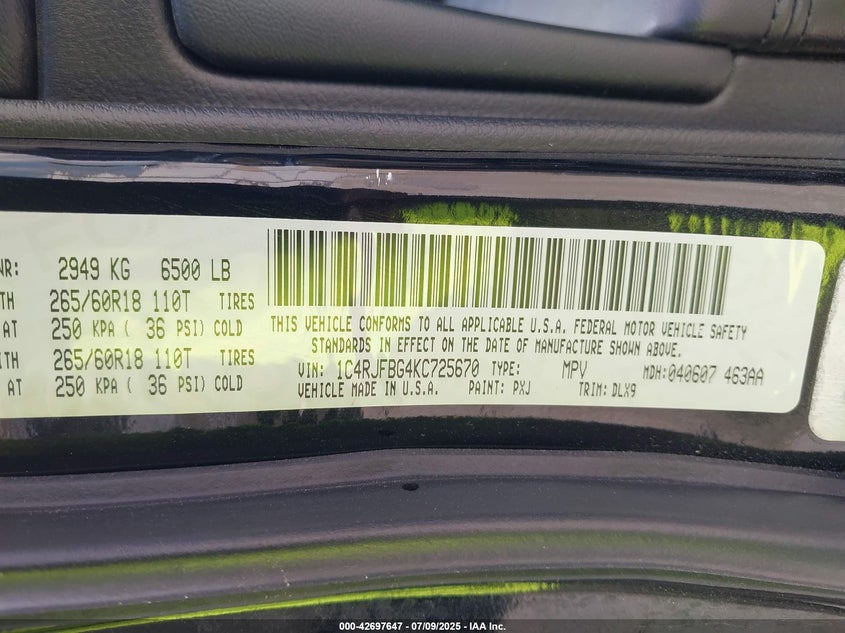 WR: 2949 KG 6500 LB
TH 265/60R18 110T TIRES
AT 250 KPA ( 36 PSI) COLD
ITH 265/60R18 110T TIRES
AT 250 KPA ( 36 PSI) COLD
THIS VEHICLE CONFORMS TO ALL APPLICABLE U.S.A. FEDERAL MOTOR VEHICLE SAFETY
STANDARDS IN EFFECT ON THE DATE OF MANUFACTURE SHOWN ABOVE.
VIN: 1C4RJFBG4KC725670 TYPE: MPV MDH:040607 463AA
VEHICLE MADE IN U.S.A. PAINT: PXJ TRIM: DLX9
000-42697647 - 07/09/2025 - IAA Inc.